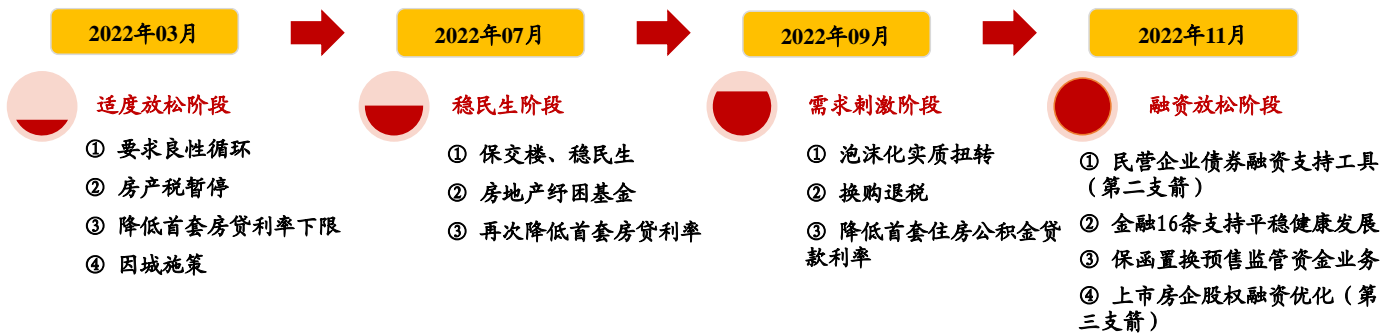 2022年03月
2022年07月
2022年09月
2022年11月
适度放松阶段
① 要求良性循环
② 房产税暂停
③ 降低首套房贷利率下限
④ 因城施策
稳民生阶段
① 保交楼、稳民生
② 房地产纾困基金
③ 再次降低首套房贷利率
需求刺激阶段
① 泡沫化实质扭转
② 换购退税
③ 降低首套住房公积金贷
款利率
融资放松阶段
① 民营企业债券融资支持工具
（第二支箭）
② 金融16条支持平稳健康发展
③ 保函置换预售监管资金业务
④ 上市房企股权融资优化（第
三支箭）